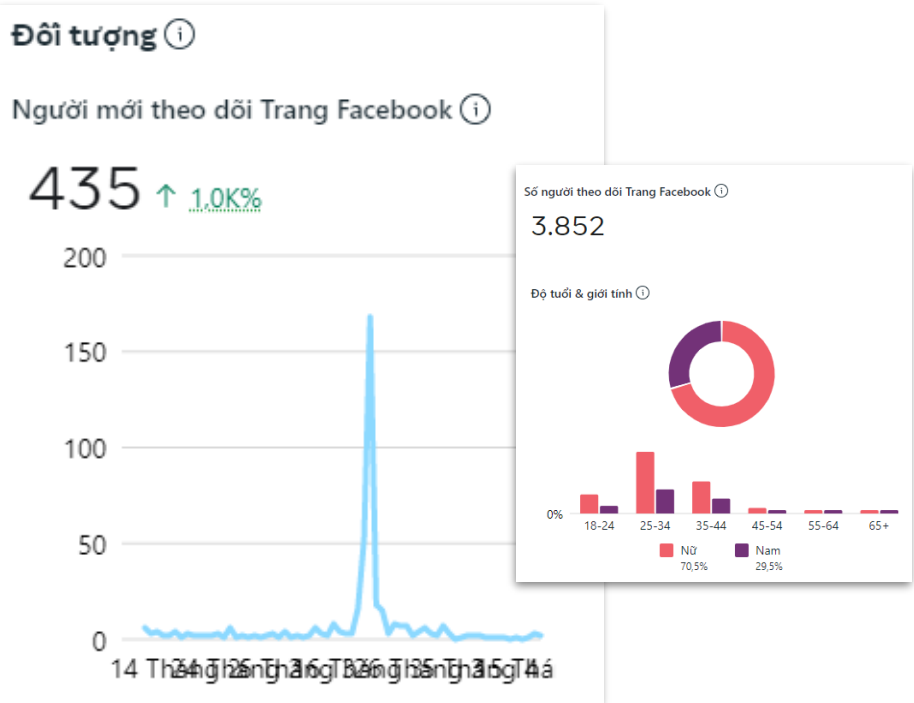 Đối tượng
Người mới theo dõi Trang Facebook
435 ↑ 1,0K%
200
150
100
50
0
14 Tháng
Số người theo dõi Trang Facebook
3.852
Độ tuổi & giới tính
0%
18-24 25-34 35-44 45-54 55-64 65+
Nữ Nam
70,5% 29,5%